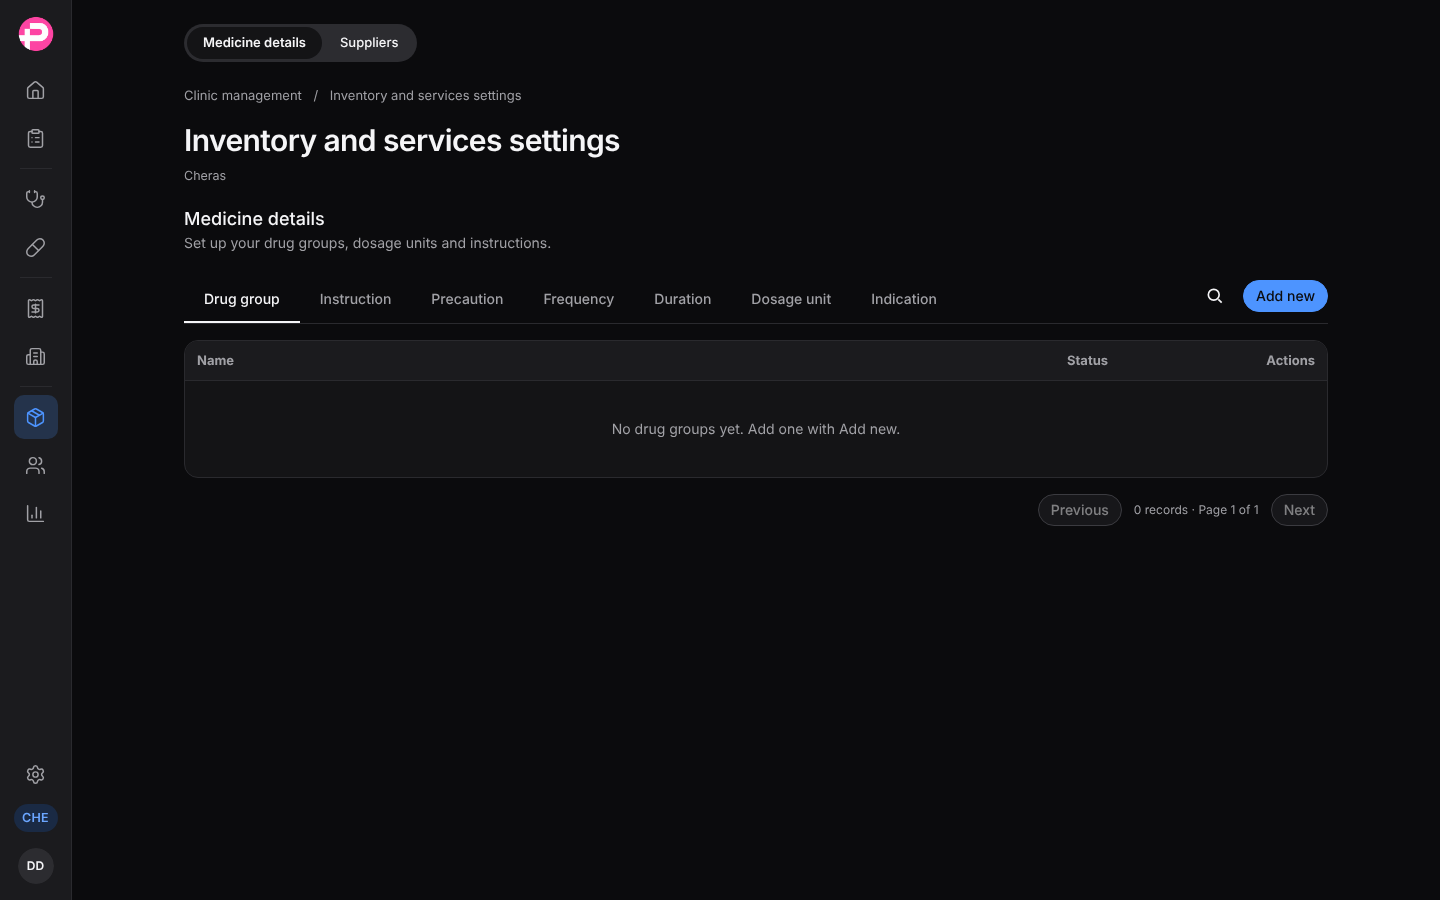 Medicine details
Suppliers
Clinic management / Inventory and services settings
Inventory and services settings
Cheras
Medicine details
Set up your drug groups, dosage units and instructions.
Drug group
Instruction
Precaution
Frequency
Duration
Dosage unit
Indication
Add new
Name
Status
Actions
No drug groups yet. Add one with Add new.
Previous
0 records · Page 1 of 1
Next
CHE
DD